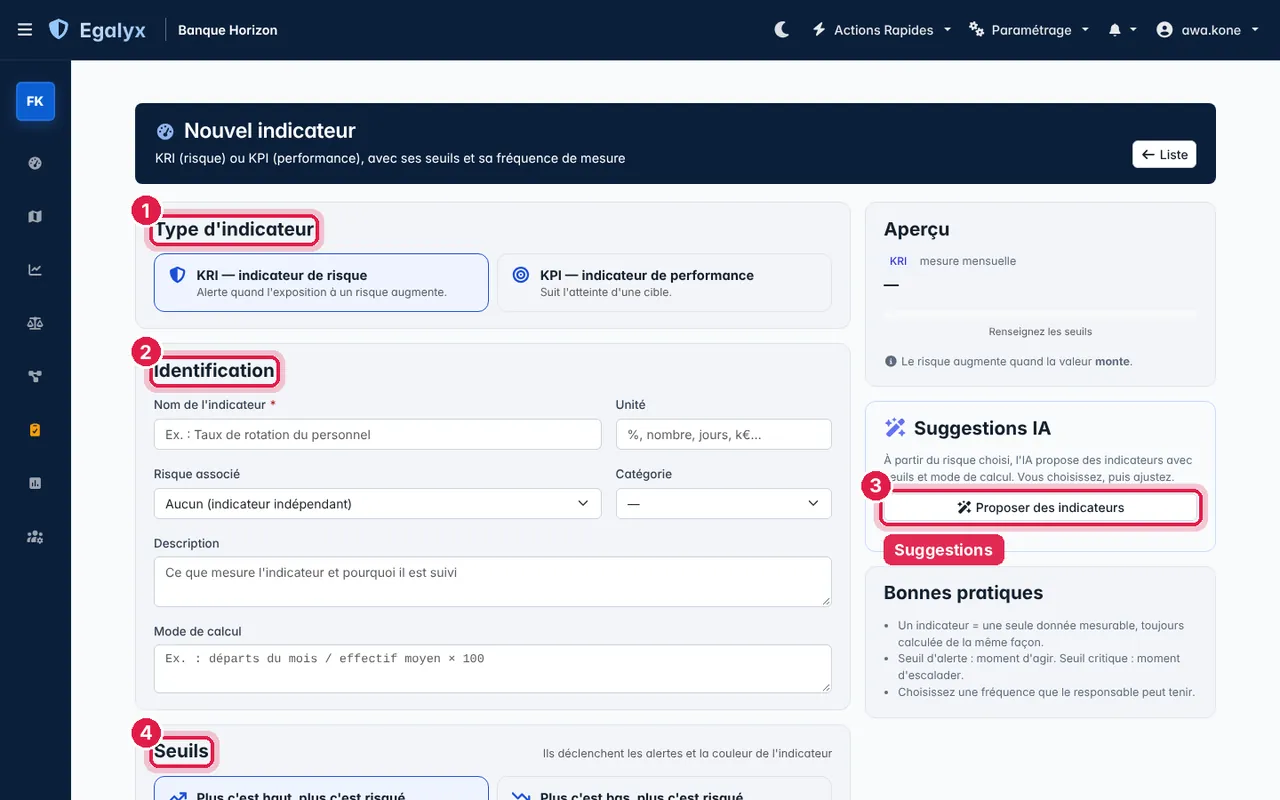 Egalyx
Banque Horizon
Actions Rapides
Paramétrage
awa.kone
FK
Nouvel indicateur
KRI (risque) ou KPI (performance), avec ses seuils et sa fréquence de mesure
Liste
1
Type d'indicateur
KRI — indicateur de risque
Alerte quand l'exposition à un risque augmente.
KPI — indicateur de performance
Suit l'atteinte d'une cible.
2
Identification
Nom de l'indicateur *
Ex. : Taux de rotation du personnel
Unité
%, nombre, jours, k€...
Risque associé
Aucun (indicateur indépendant)
Catégorie
—
Description
Ce que mesure l'indicateur et pourquoi il est suivi
Mode de calcul
Ex. : départs du mois / effectif moyen × 100
4
Seuils
Ils déclenchent les alertes et la couleur de l'indicateur
Plus c'est haut, plus c'est risqué
Plus c'est bas, plus c'est risqué
Aperçu
KRI mesure mensuelle
—
Renseignez les seuils
Le risque augmente quand la valeur monte.
Suggestions IA
À partir du risque choisi, l'IA propose des indicateurs avec
seuils et mode de calcul. Vous choisissez, puis ajustez.
3
Proposer des indicateurs
Suggestions
Bonnes pratiques
• Un indicateur = une seule donnée mesurable, toujours
calculée de la même façon.
• Seuil d'alerte : moment d'agir. Seuil critique : moment
d'escalader.
• Choisissez une fréquence que le responsable peut tenir.